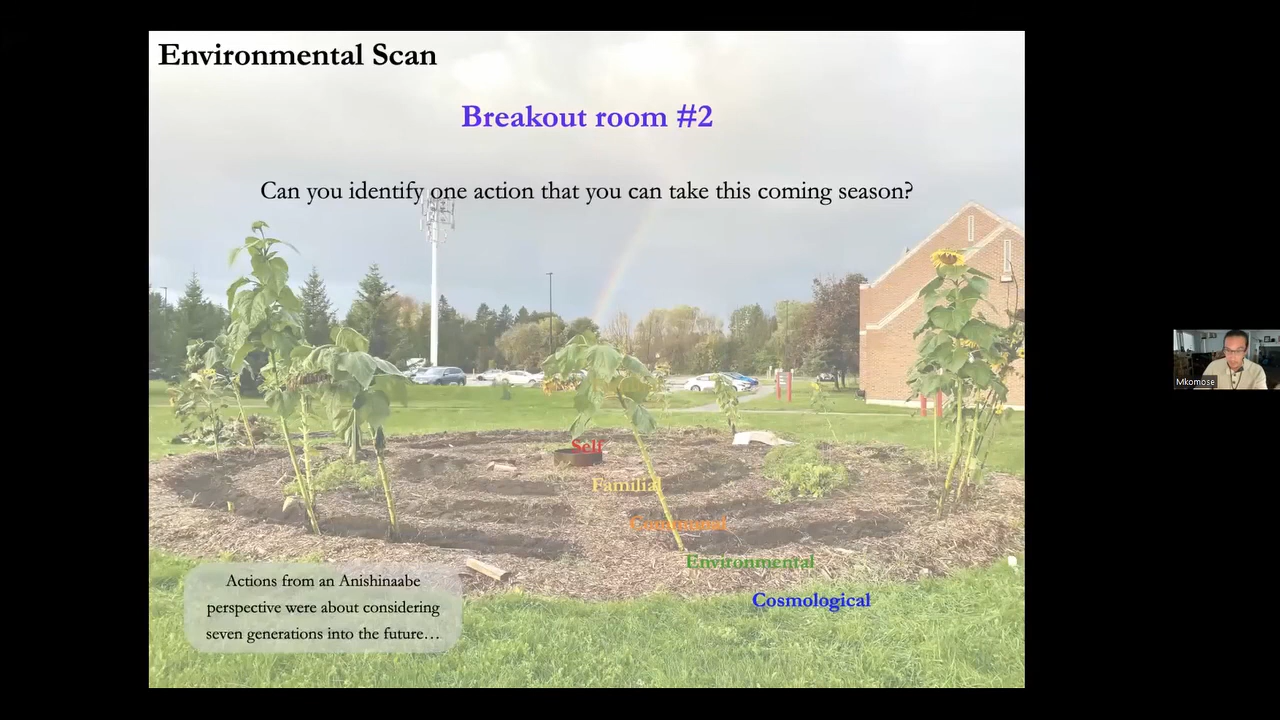 Environmental Scan
Breakout room #2
Can you identify one action that you can take this coming season?
Self
Familial
Communal
Environmental
Cosmological
Actions from an Anishinaabe
perspective were about considering
seven generations into the future…
Mkomose